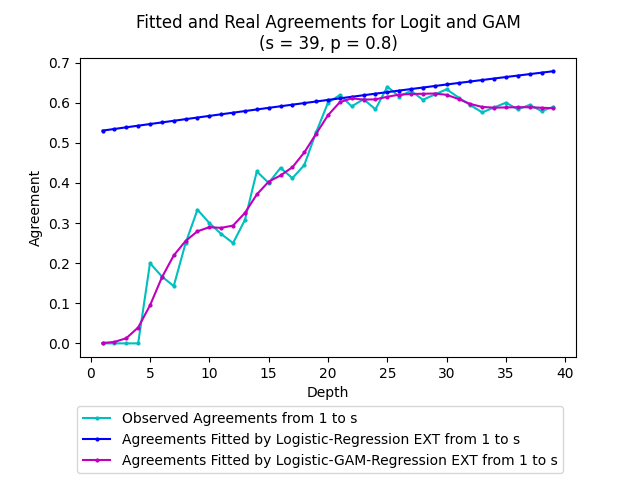 Fitted and Real Agreements for Logit and GAM
(s = 39, p = 0.8)
0.7
0.6
0.5
0.4
0.3
0.2
0.1
0.0
Agreement
0 5 10 15 20 25 30 35 40
Depth
Observed Agreements from 1 to s
Agreements Fitted by Logistic-Regression EXT from 1 to s
Agreements Fitted by Logistic-GAM-Regression EXT from 1 to s